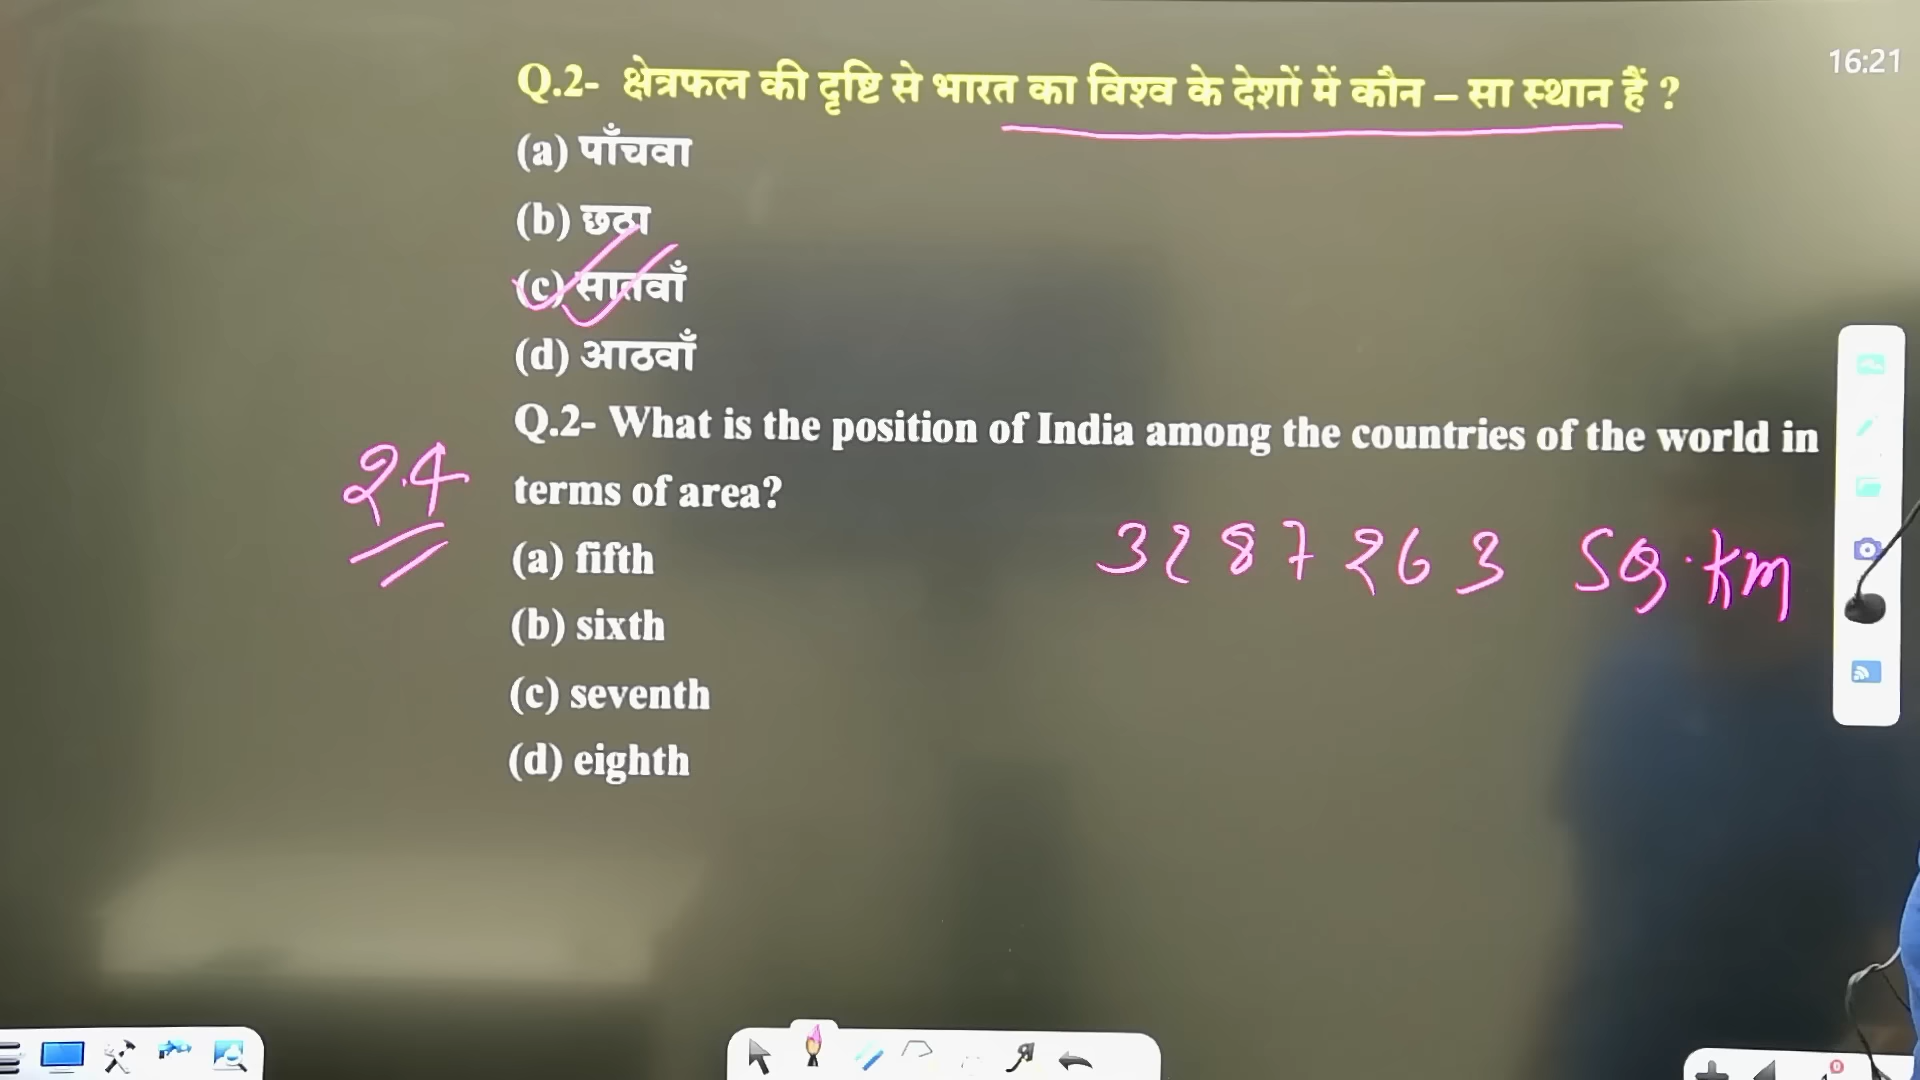 16:21
Q.2- क्षेत्रफल की दृष्टि से भारत का विश्व के देशों में कौन – सा स्थान हैं ?
(a) पाँचवा
(b) छठा
(c) सातवाँ
(d) आठवाँ
Q.2- What is the position of India among the countries of the world in
terms of area?
2.4
3287263 SQ.km
(a) fifth
(b) sixth
(c) seventh
(d) eighth